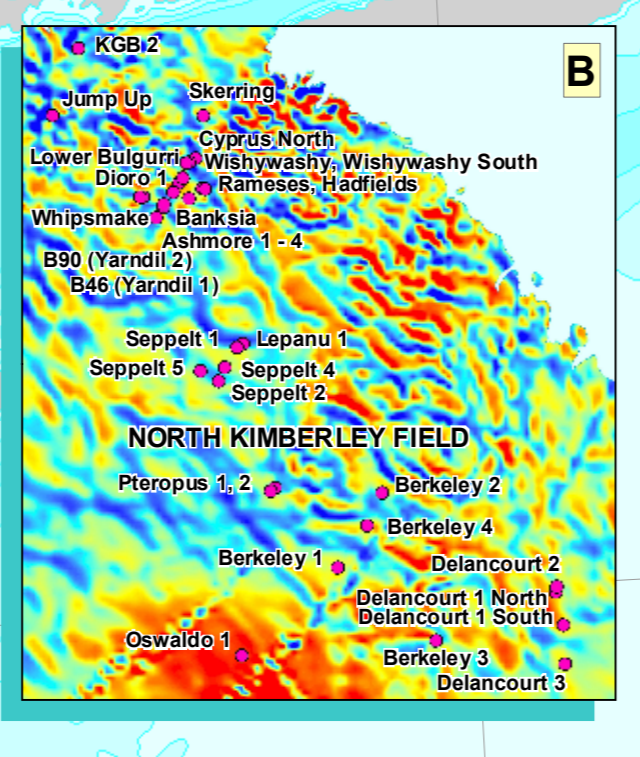 KGB 2
B
Jump Up
Skerring
Cyprus North
Lower Bulgurri
Wishywashy, Wishywashy South
Dioro 1
Rameses, Hadfields
Whipsmake
Banksia
Ashmore 1 - 4
B90 (Yarndil 2)
B46 (Yarndil 1)
Seppelt 1
Lepanu 1
Seppelt 5
Seppelt 4
Seppelt 2
NORTH KIMBERLEY FIELD
Pteropus 1, 2
Berkeley 2
Berkeley 4
Berkeley 1
Delancourt 2
Delancourt 1 North
Delancourt 1 South
Oswaldo 1
Berkeley 3
Delancourt 3